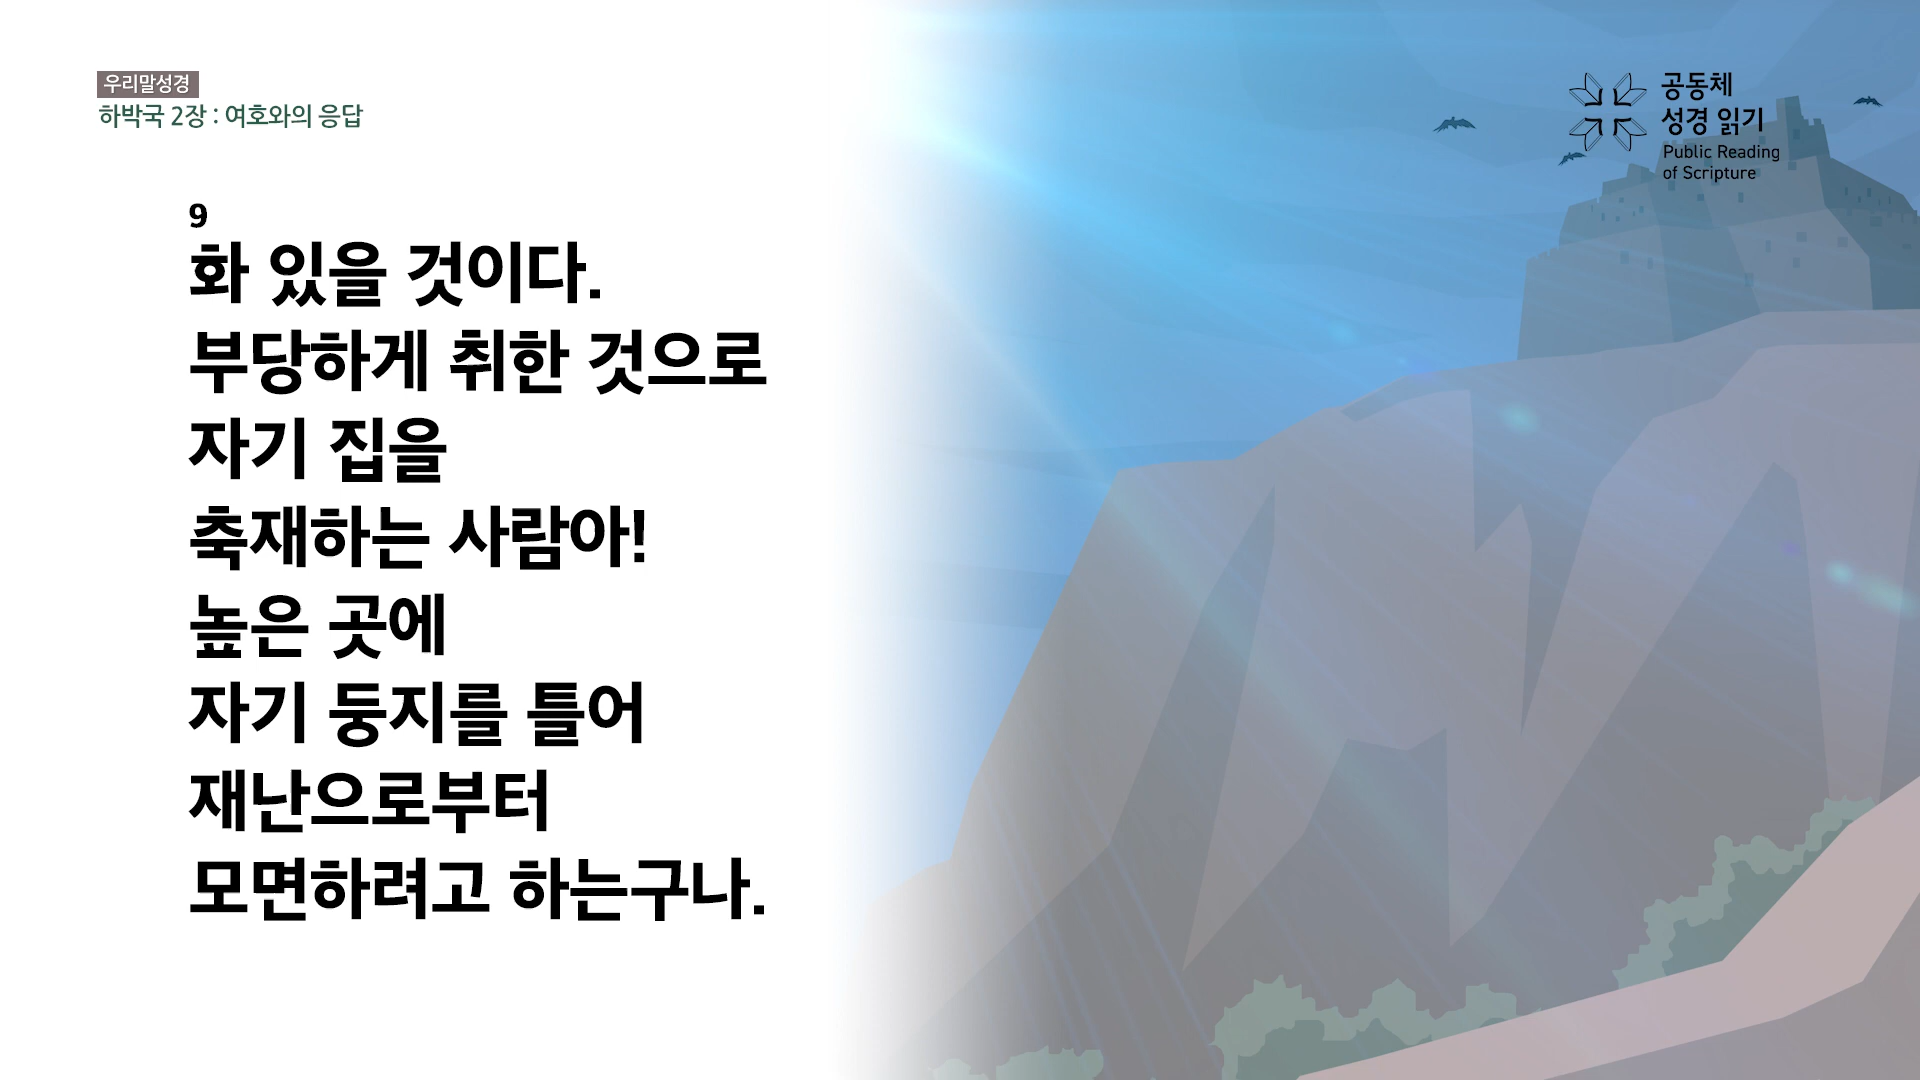 우리말성경
하박국 2장 : 여호와의 응답
공동체
성경 읽기
Public Reading
of Scripture
9
화 있을 것이다.
부당하게 취한 것으로
자기 집을
축재하는 사람아!
높은 곳에
자기 둥지를 틀어
재난으로부터
모면하려고 하는구나.